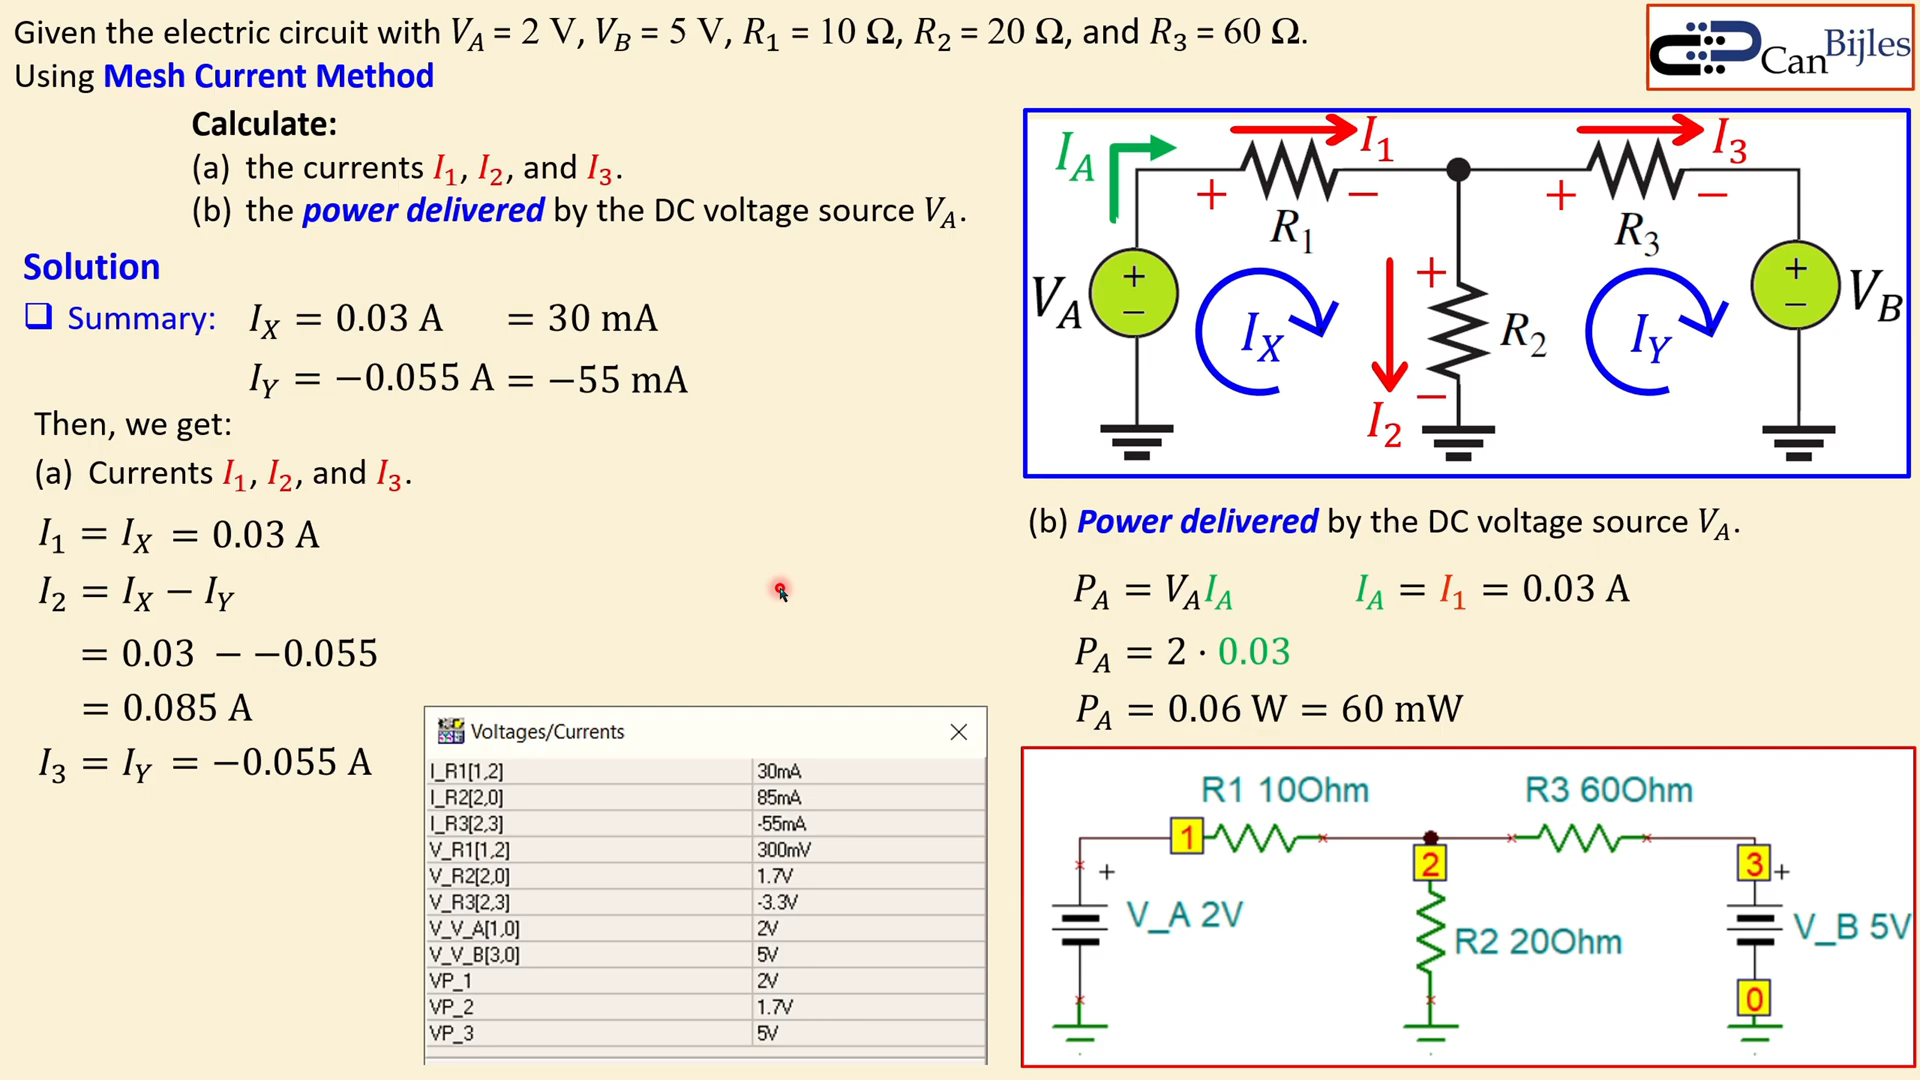 Given the electric circuit with V_A = 2 V, V_B = 5 V, R_1 = 10 Ω, R_2 = 20 Ω, and R_3 = 60 Ω.
Using Mesh Current Method
Calculate:
(a) the currents I_1, I_2, and I_3.
(b) the power delivered by the DC voltage source V_A.
CanBijles
Solution
❑ Summary: I_X = 0.03 A = 30 mA
I_Y = −0.055 A = −55 mA
Then, we get:
(a) Currents I_1, I_2, and I_3.
I_1 = I_X = 0.03 A
I_2 = I_X − I_Y
= 0.03 − −0.055
= 0.085 A
I_3 = I_Y = −0.055 A
I_A I_1 I_3
+ − + −
R_1 R_3
V_A + − I_X + R_2 I_Y + − V_B
I_2 −
(b) Power delivered by the DC voltage source V_A.
P_A = V_A I_A I_A = I_1 = 0.03 A
P_A = 2 · 0.03
P_A = 0.06 W = 60 mW
Voltages/Currents
I_R1[1,2] 30mA
I_R2[2,0] 85mA
I_R3[2,3] -55mA
V_R1[1,2] 300mV
V_R2[2,0] 1.7V
V_R3[2,3] -3.3V
V_V_A[1,0] 2V
V_V_B[3,0] 5V
VP_1 2V
VP_2 1.7V
VP_3 5V
R1 10Ohm R3 60Ohm
1 2 3
+ +
V_A 2V R2 20Ohm V_B 5V
0